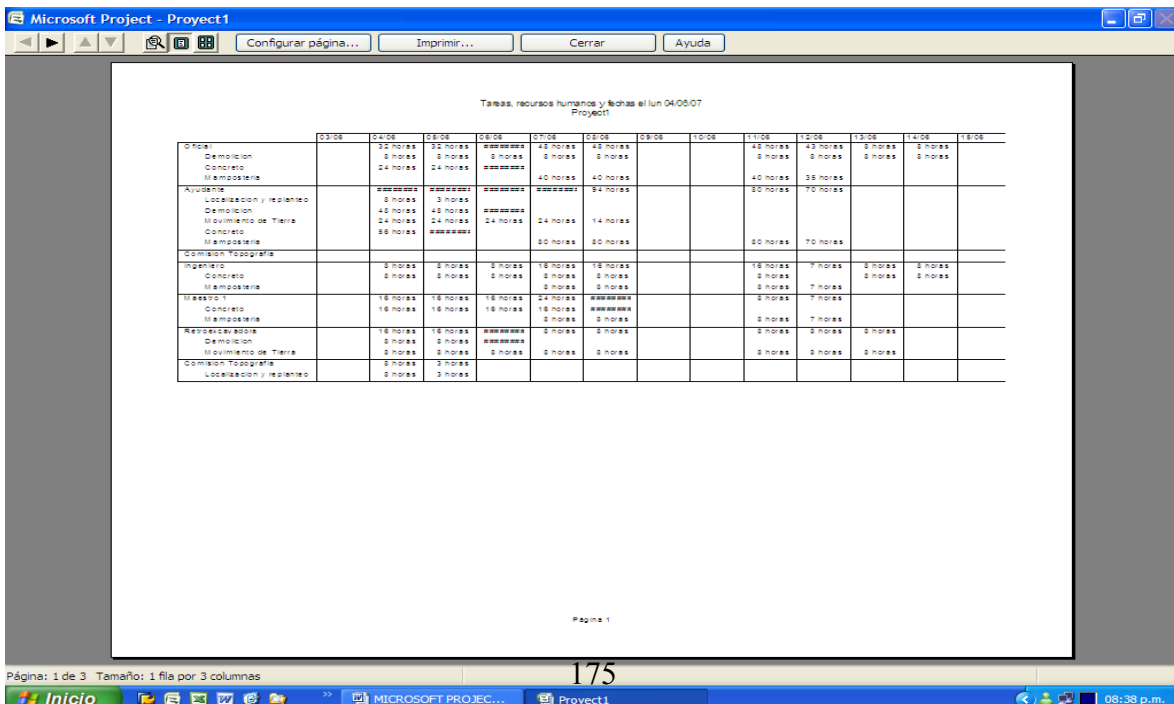 Microsoft Project - Proyect1
Configurar página... Imprimir... Cerrar Ayuda
Tareas, recursos humanos y fechas el lun 04/06/07
Proyect1
03/06 04/06 05/06 06/06 07/06 08/06 09/06 10/06 11/06 12/06 13/06 14/06 15/06
Oficial 32 horas 32 horas ######## 48 horas 48 horas 48 horas 43 horas 8 horas 8 horas
Demolicion 8 horas 8 horas 8 horas 8 horas 8 horas 8 horas 8 horas 8 horas 8 horas
Concreto 24 horas 24 horas ########
Mamposteria 40 horas 40 horas 40 horas 35 horas
Ayudante ######## ######## ######## ######## 94 horas 80 horas 70 horas
Localizacion y replanteo 8 horas 3 horas
Demolicion 48 horas 48 horas ########
Movimiento de Tierra 24 horas 24 horas 24 horas 24 horas 14 horas
Concreto 56 horas ########
Mamposteria 80 horas 80 horas 80 horas 70 horas
Comision Topografia
Ingeniero 8 horas 8 horas 8 horas 16 horas 16 horas 16 horas 7 horas 8 horas 8 horas
Concreto 8 horas 8 horas 8 horas 8 horas 8 horas 8 horas 8 horas 8 horas
Mamposteria 8 horas 8 horas 8 horas 7 horas
Maestro 1 16 horas 16 horas 16 horas 24 horas ######## 8 horas 7 horas
Concreto 16 horas 16 horas 16 horas 16 horas ########
Mamposteria 8 horas 8 horas 8 horas 7 horas
Retroexcavadora 16 horas 16 horas ######## 8 horas 8 horas 8 horas 8 horas 8 horas
Demolicion 8 horas 8 horas ########
Movimiento de Tierra 8 horas 8 horas 8 horas 8 horas 8 horas 8 horas 8 horas 8 horas
Comision Topografia 8 horas 3 horas
Localizacion y replanteo 8 horas 3 horas
Página 1
175
Página: 1 de 3 Tamaño: 1 fila por 3 columnas
Inicio » MICROSOFT PROJEC... Proyect1 08:38 p.m.